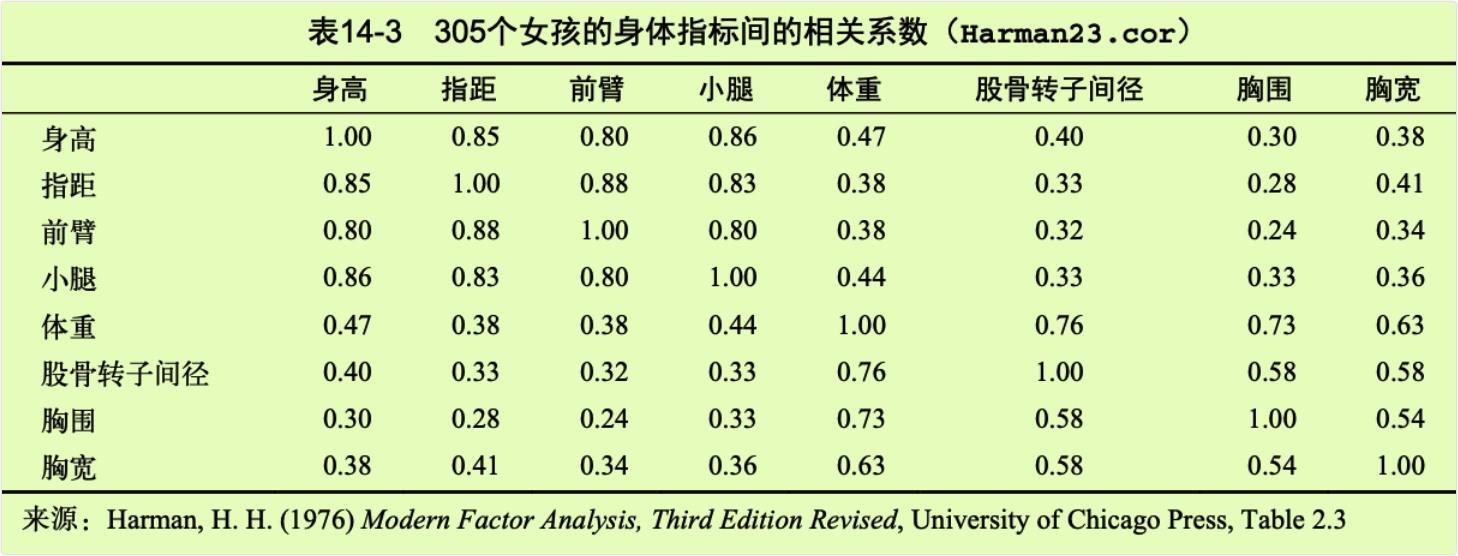 表14-3 305个女孩的身体指标间的相关系数（Harman23.cor）
身高 指距 前臂 小腿 体重 股骨转子间径 胸围 胸宽
身高 1.00 0.85 0.80 0.86 0.47 0.40 0.30 0.38
指距 0.85 1.00 0.88 0.83 0.38 0.33 0.28 0.41
前臂 0.80 0.88 1.00 0.80 0.38 0.32 0.24 0.34
小腿 0.86 0.83 0.80 1.00 0.44 0.33 0.33 0.36
体重 0.47 0.38 0.38 0.44 1.00 0.76 0.73 0.63
股骨转子间径 0.40 0.33 0.32 0.33 0.76 1.00 0.58 0.58
胸围 0.30 0.28 0.24 0.33 0.73 0.58 1.00 0.54
胸宽 0.38 0.41 0.34 0.36 0.63 0.58 0.54 1.00
来源：Harman, H. H. (1976) Modern Factor Analysis, Third Edition Revised, University of Chicago Press, Table 2.3